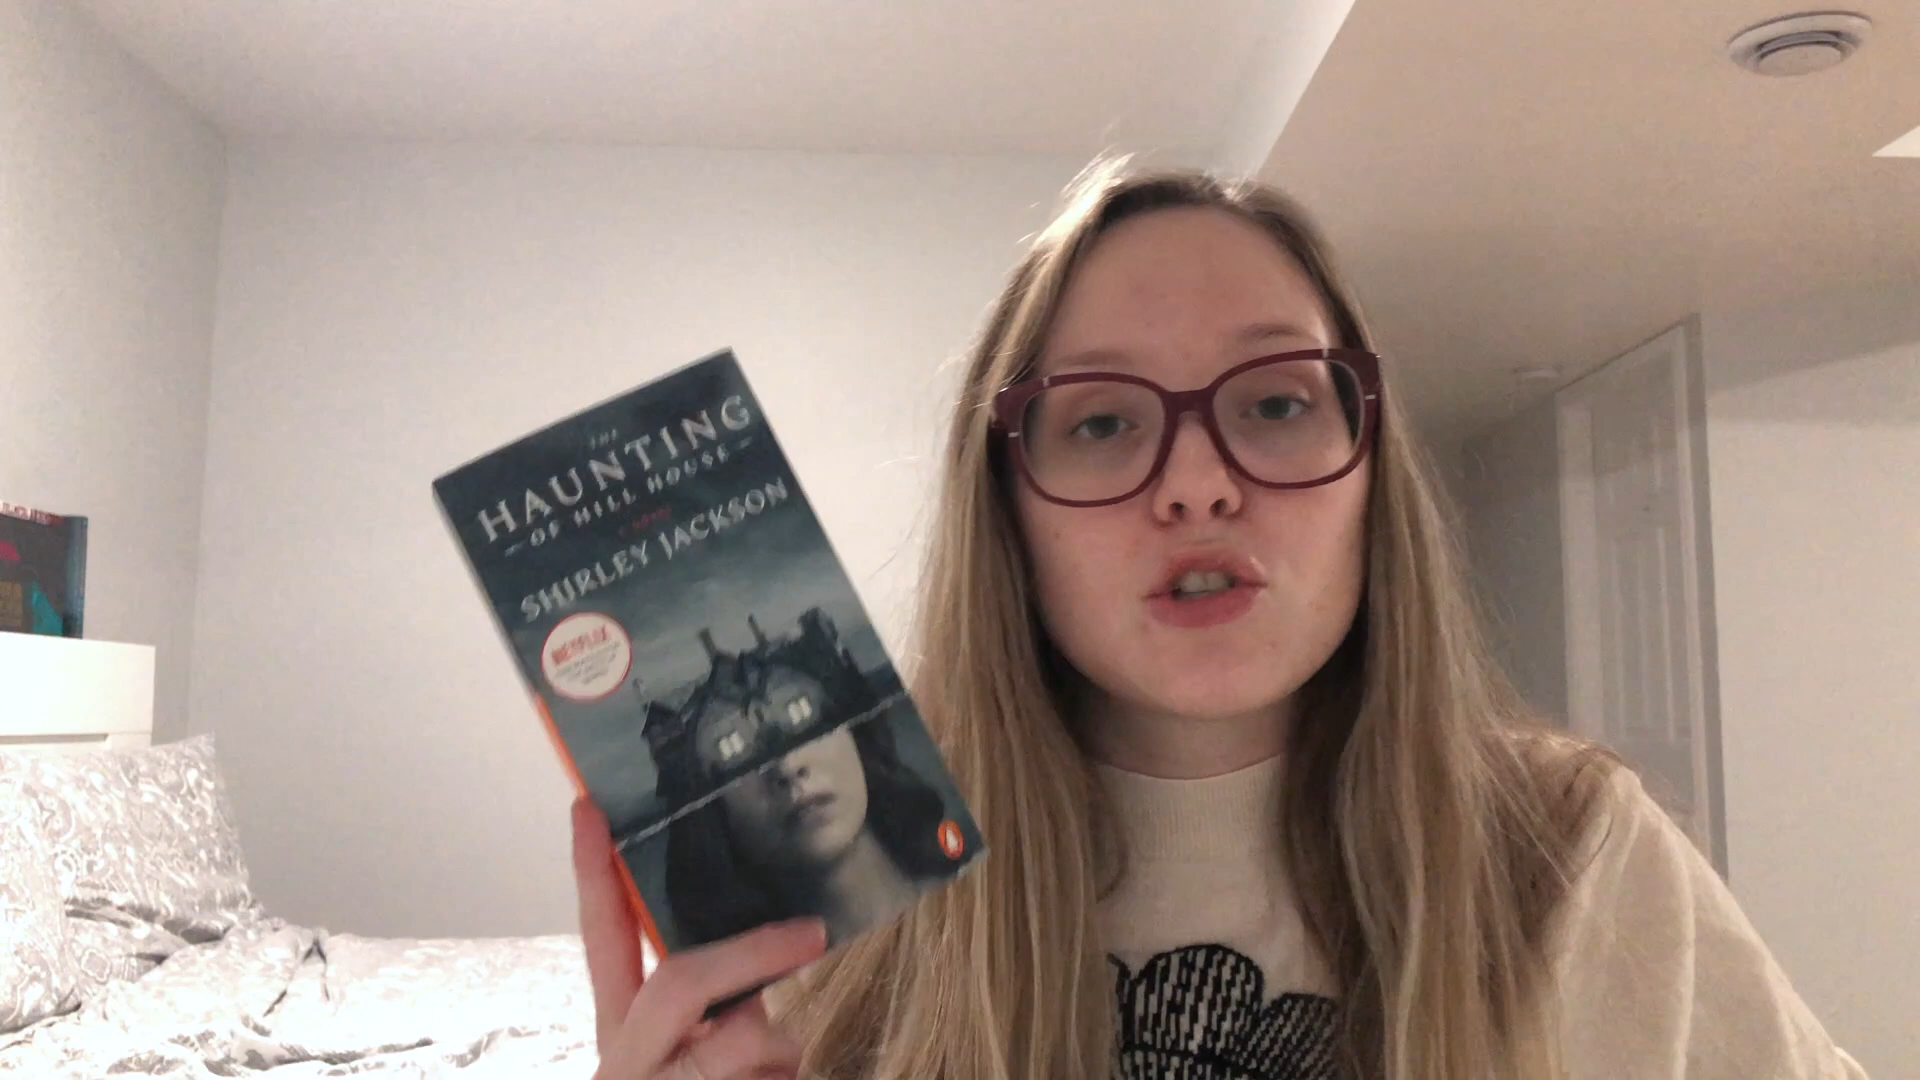 THE
HAUNTING
OF HILL HOUSE
SHIRLEY JACKSON
NETFLIX